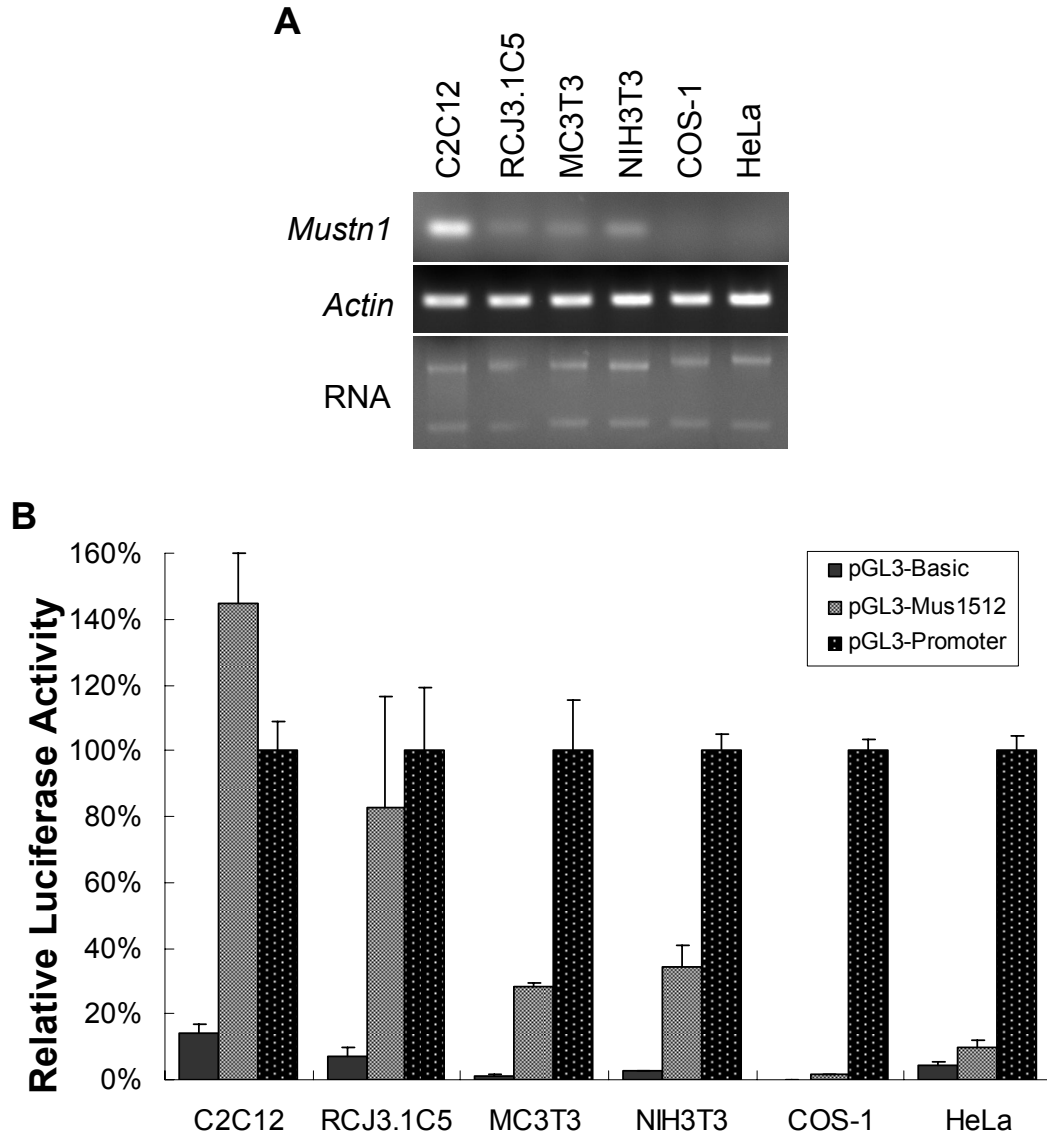 A
C2C12
RCJ3.1C5
MC3T3
NIH3T3
COS-1
HeLa
Mustn1
Actin
RNA
B
Relative Luciferase Activity
160%
140%
120%
100%
80%
60%
40%
20%
0%
pGL3-Basic
pGL3-Mus1512
pGL3-Promoter
C2C12 RCJ3.1C5 MC3T3 NIH3T3 COS-1 HeLa